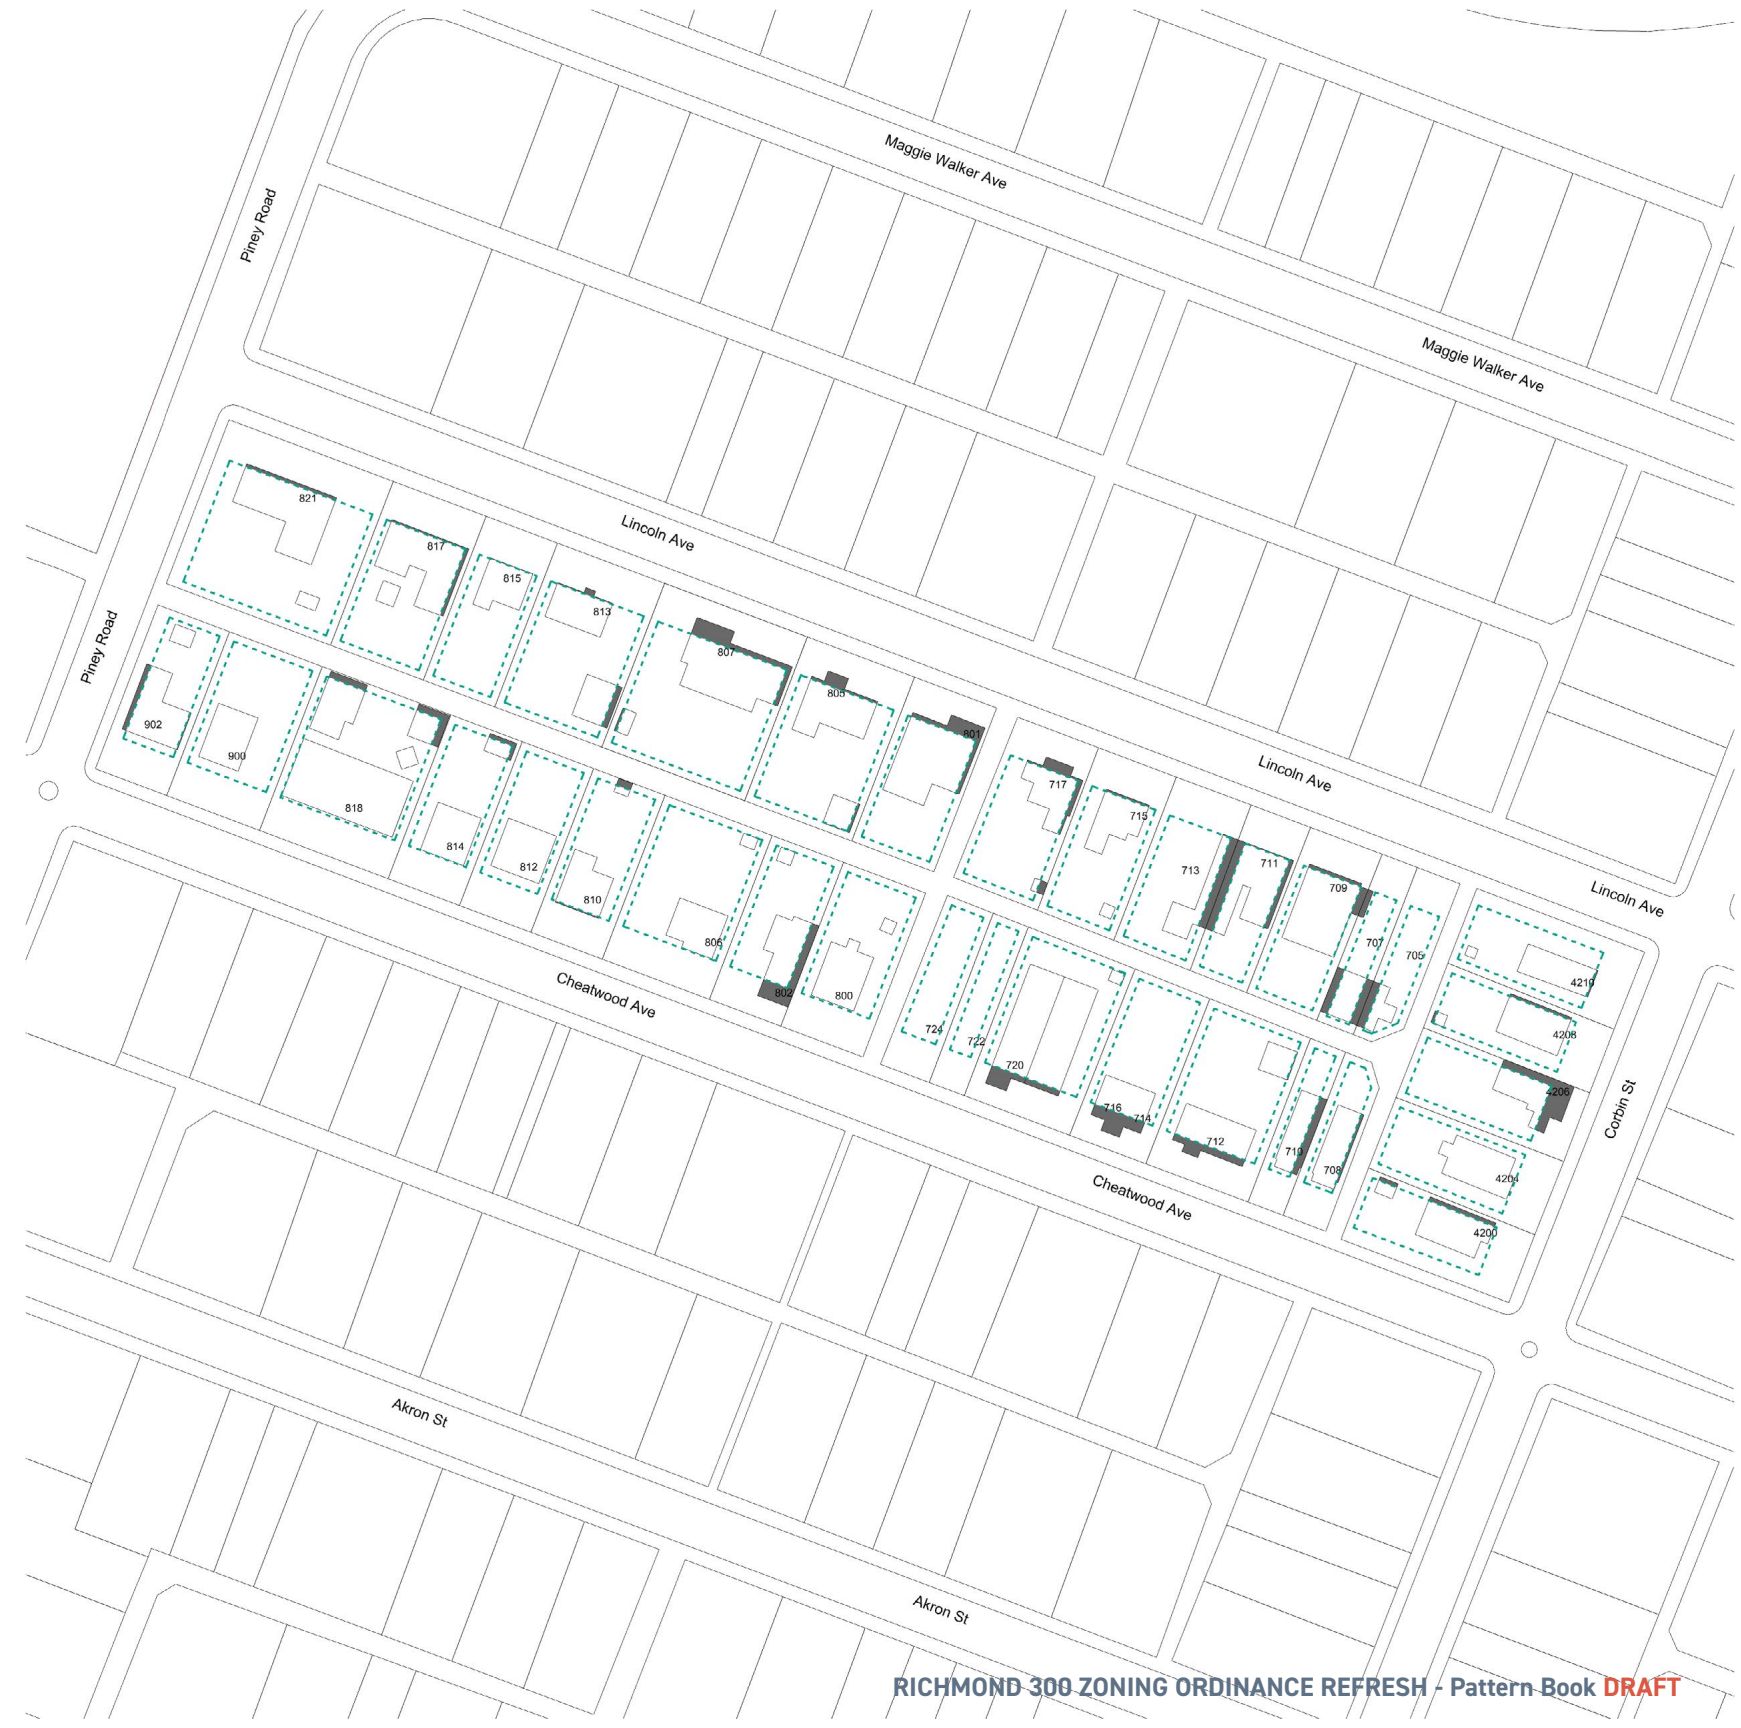 Maggie Walker Ave
Piney Road
Maggie Walker Ave
821
Lincoln Ave
817
815
813
807
805
801
Piney Road
902
900
818
814
812
810
806
802
800
717
715
713
711
709
707
705
Lincoln Ave
Lincoln Ave
4210
4208
4206
4204
4200
Corbin St
724
722
720
716
714
712
710
708
Cheatwood Ave
Cheatwood Ave
Akron St
Akron St
RICHMOND 300 ZONING ORDINANCE REFRESH - Pattern Book DRAFT